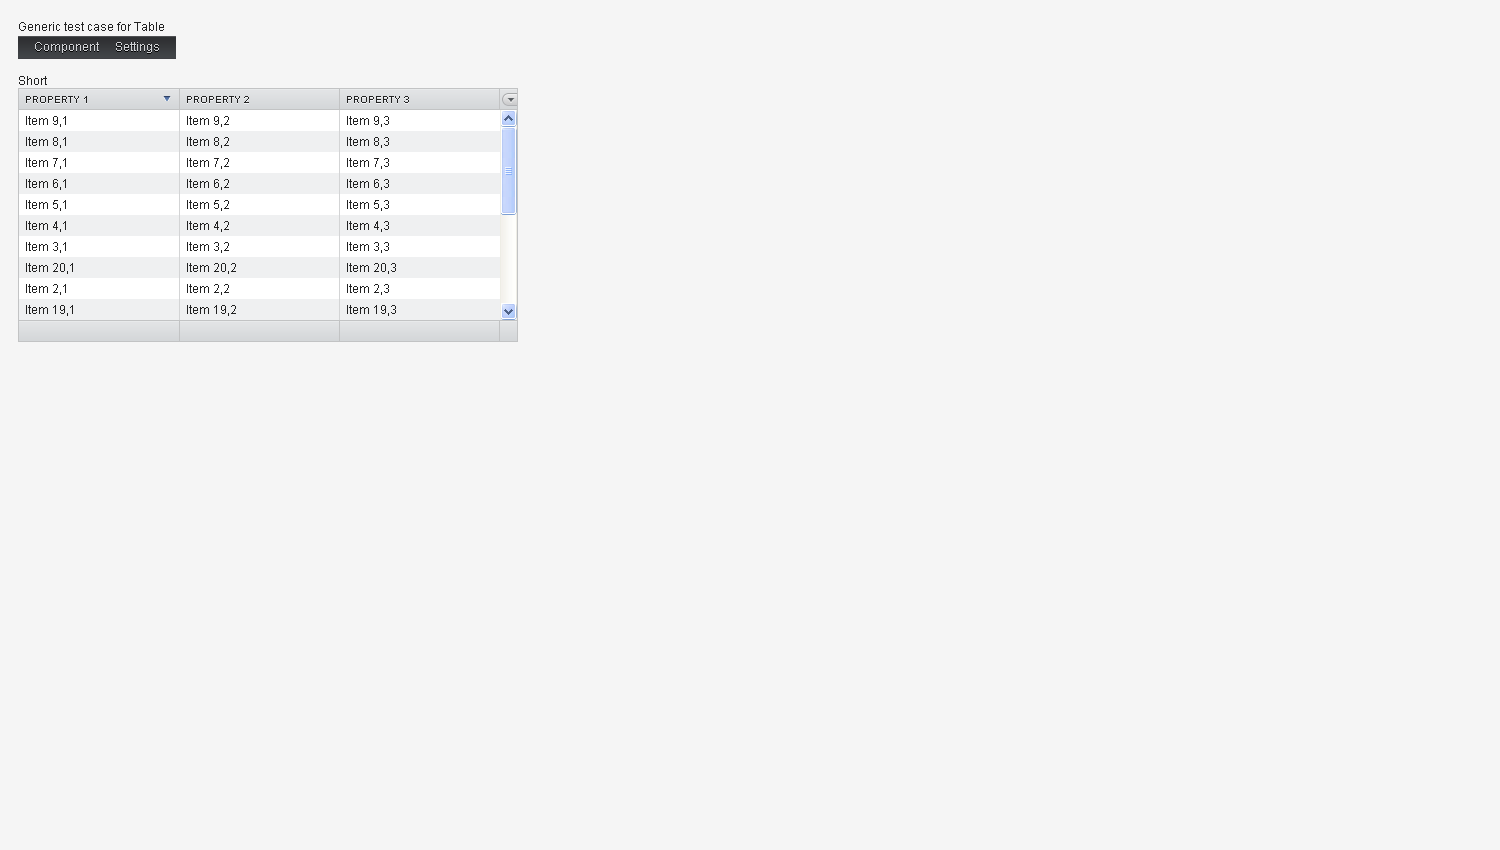 Generic test case for Table
Component Settings
Short
PROPERTY 1 PROPERTY 2 PROPERTY 3
Item 9,1 Item 9,2 Item 9,3
Item 8,1 Item 8,2 Item 8,3
Item 7,1 Item 7,2 Item 7,3
Item 6,1 Item 6,2 Item 6,3
Item 5,1 Item 5,2 Item 5,3
Item 4,1 Item 4,2 Item 4,3
Item 3,1 Item 3,2 Item 3,3
Item 20,1 Item 20,2 Item 20,3
Item 2,1 Item 2,2 Item 2,3
Item 19,1 Item 19,2 Item 19,3